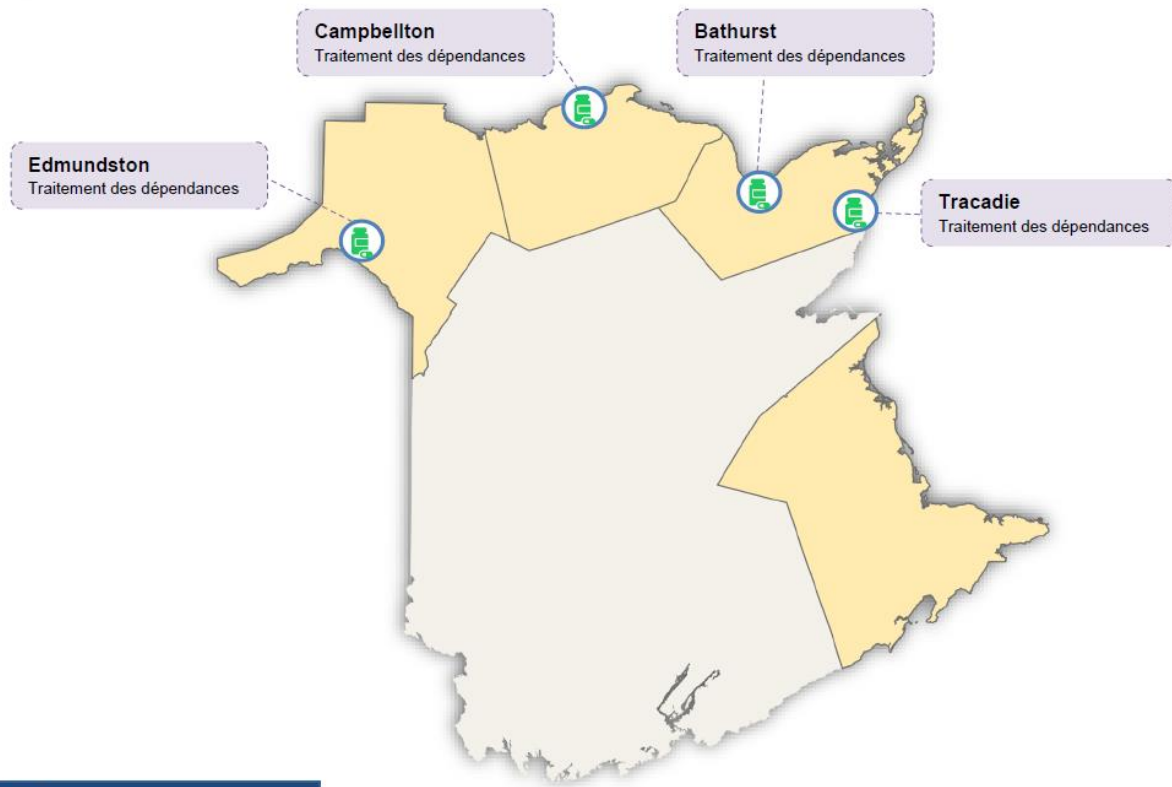 Campbellton
Traitement des dépendances
Bathurst
Traitement des dépendances
Edmundston
Traitement des dépendances
Tracadie
Traitement des dépendances